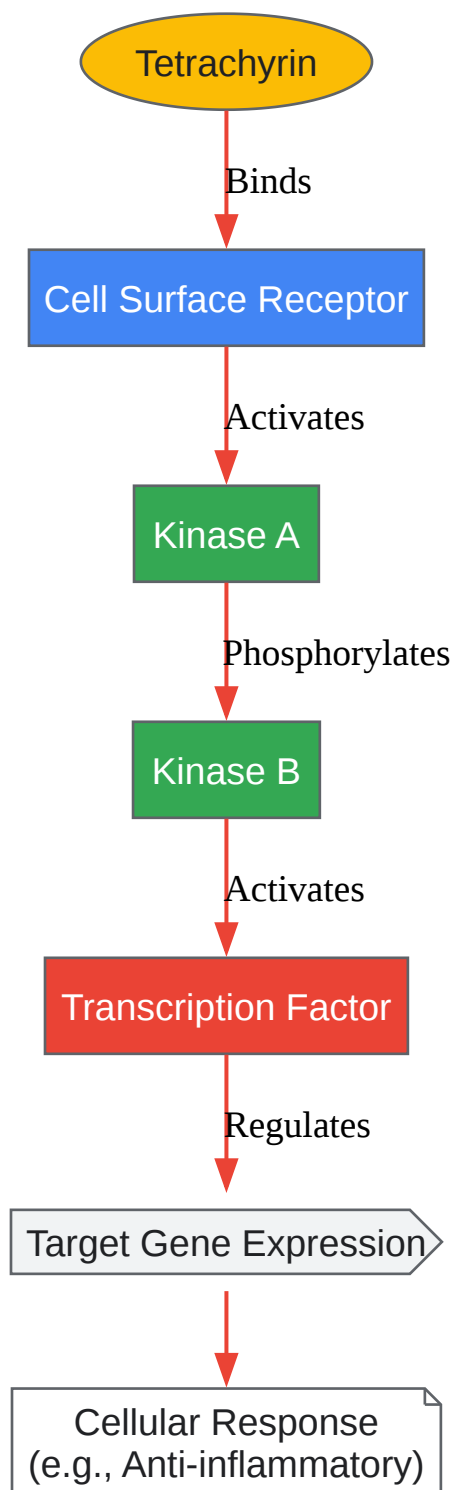 Tetrachyrin
Binds
Cell Surface Receptor
Activates
Kinase A
Phosphorylates
Kinase B
Activates
Transcription Factor
Regulates
Target Gene Expression
Cellular Response
(e.g., Anti-inflammatory)